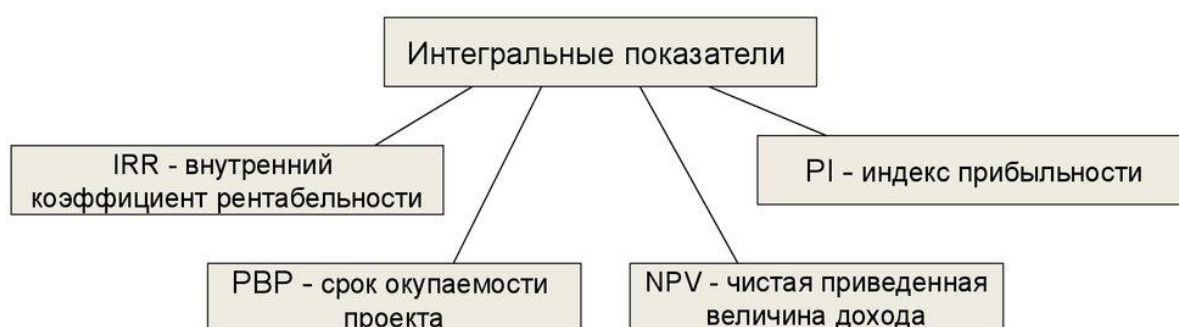 Интегральные показатели
IRR - внутренний
коэффициент рентабельности
PI - индекс прибыльности
PBP - срок окупаемости
проекта
NPV - чистая приведенная
величина дохода